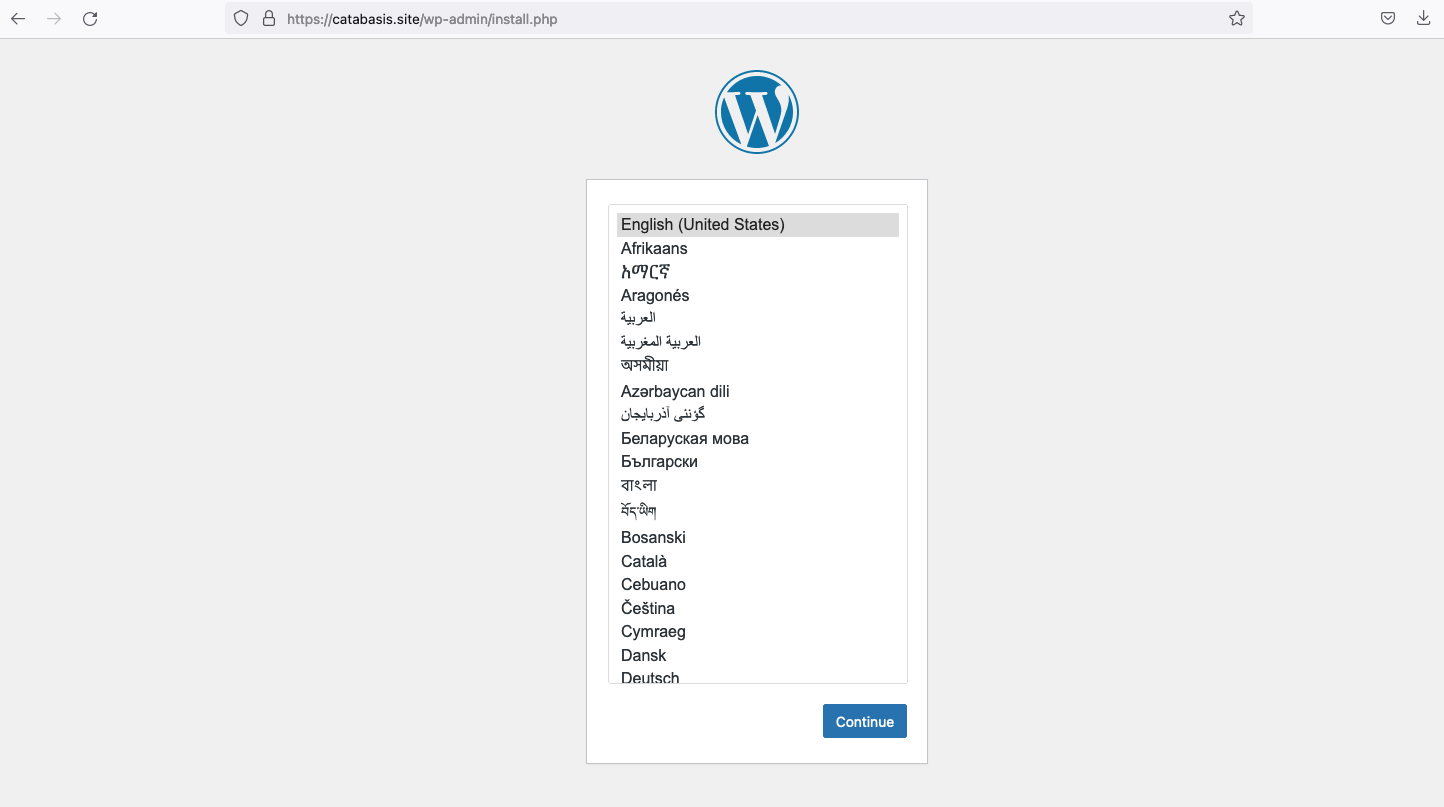 https://catabasis.site/wp-admin/install.php
English (United States)
Afrikaans
አማርኛ
Aragonés
العربية
العربية المغربية
অসমীয়া
Azərbaycan dili
گؤنئی آذربایجان
Беларуская мова
Български
বাংলা
བོད་ཡིག
Bosanski
Català
Cebuano
Čeština
Cymraeg
Dansk
Deutsch
Continue